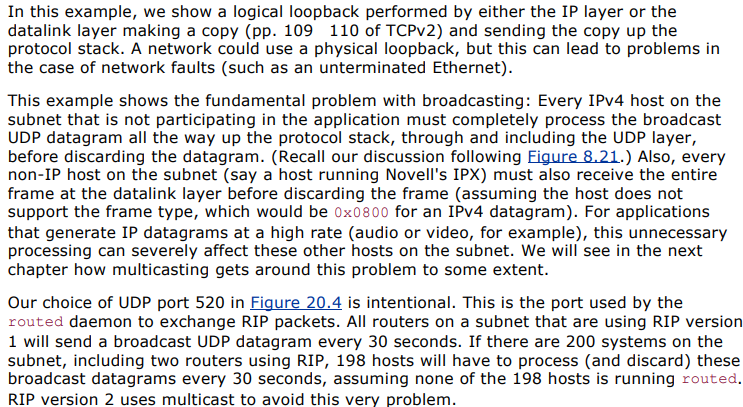 In this example, we show a logical loopback performed by either the IP layer or the
datalink layer making a copy (pp. 109 110 of TCPv2) and sending the copy up the
protocol stack. A network could use a physical loopback, but this can lead to problems in
the case of network faults (such as an unterminated Ethernet).
This example shows the fundamental problem with broadcasting: Every IPv4 host on the
subnet that is not participating in the application must completely process the broadcast
UDP datagram all the way up the protocol stack, through and including the UDP layer,
before discarding the datagram. (Recall our discussion following Figure 8.21.) Also, every
non-IP host on the subnet (say a host running Novell's IPX) must also receive the entire
frame at the datalink layer before discarding the frame (assuming the host does not
support the frame type, which would be 0x0800 for an IPv4 datagram). For applications
that generate IP datagrams at a high rate (audio or video, for example), this unnecessary
processing can severely affect these other hosts on the subnet. We will see in the next
chapter how multicasting gets around this problem to some extent.
Our choice of UDP port 520 in Figure 20.4 is intentional. This is the port used by the
routed daemon to exchange RIP packets. All routers on a subnet that are using RIP version
1 will send a broadcast UDP datagram every 30 seconds. If there are 200 systems on the
subnet, including two routers using RIP, 198 hosts will have to process (and discard) these
broadcast datagrams every 30 seconds, assuming none of the 198 hosts is running routed.
RIP version 2 uses multicast to avoid this very problem.